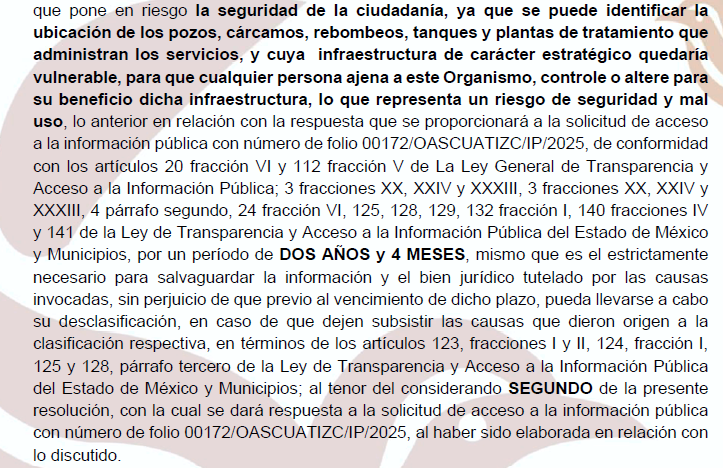 que pone en riesgo la seguridad de la ciudadanía, ya que se puede identificar la
ubicación de los pozos, cárcamos, rebombeos, tanques y plantas de tratamiento que
administran los servicios, y cuya infraestructura de carácter estratégico quedaría
vulnerable, para que cualquier persona ajena a este Organismo, controle o altere para
su beneficio dicha infraestructura, lo que representa un riesgo de seguridad y mal
uso, lo anterior en relación con la respuesta que se proporcionará a la solicitud de acceso
a la información pública con número de folio 00172/OASCUATIZC/IP/2025, de conformidad
con los artículos 20 fracción VI y 112 fracción V de La Ley General de Transparencia y
Acceso a la Información Pública; 3 fracciones XX, XXIV y XXXIII, 3 fracciones XX, XXIV y
XXXIII, 4 párrafo segundo, 24 fracción VI, 125, 128, 129, 132 fracción I, 140 fracciones IV
y 141 de la Ley de Transparencia y Acceso a la Información Pública del Estado de México
y Municipios, por un período de DOS AÑOS y 4 MESES, mismo que es el estrictamente
necesario para salvaguardar la información y el bien jurídico tutelado por las causas
invocadas, sin perjuicio de que previo al vencimiento de dicho plazo, pueda llevarse a cabo
su desclasificación, en caso de que dejen subsistir las causas que dieron origen a la
clasificación respectiva, en términos de los artículos 123, fracciones I y II, 124, fracción I,
125 y 128, párrafo tercero de la Ley de Transparencia y Acceso a la Información Pública
del Estado de México y Municipios; al tenor del considerando SEGUNDO de la presente
resolución, con la cual se dará respuesta a la solicitud de acceso a la información pública
con número de folio 00172/OASCUATIZC/IP/2025, al haber sido elaborada en relación con
lo discutido.